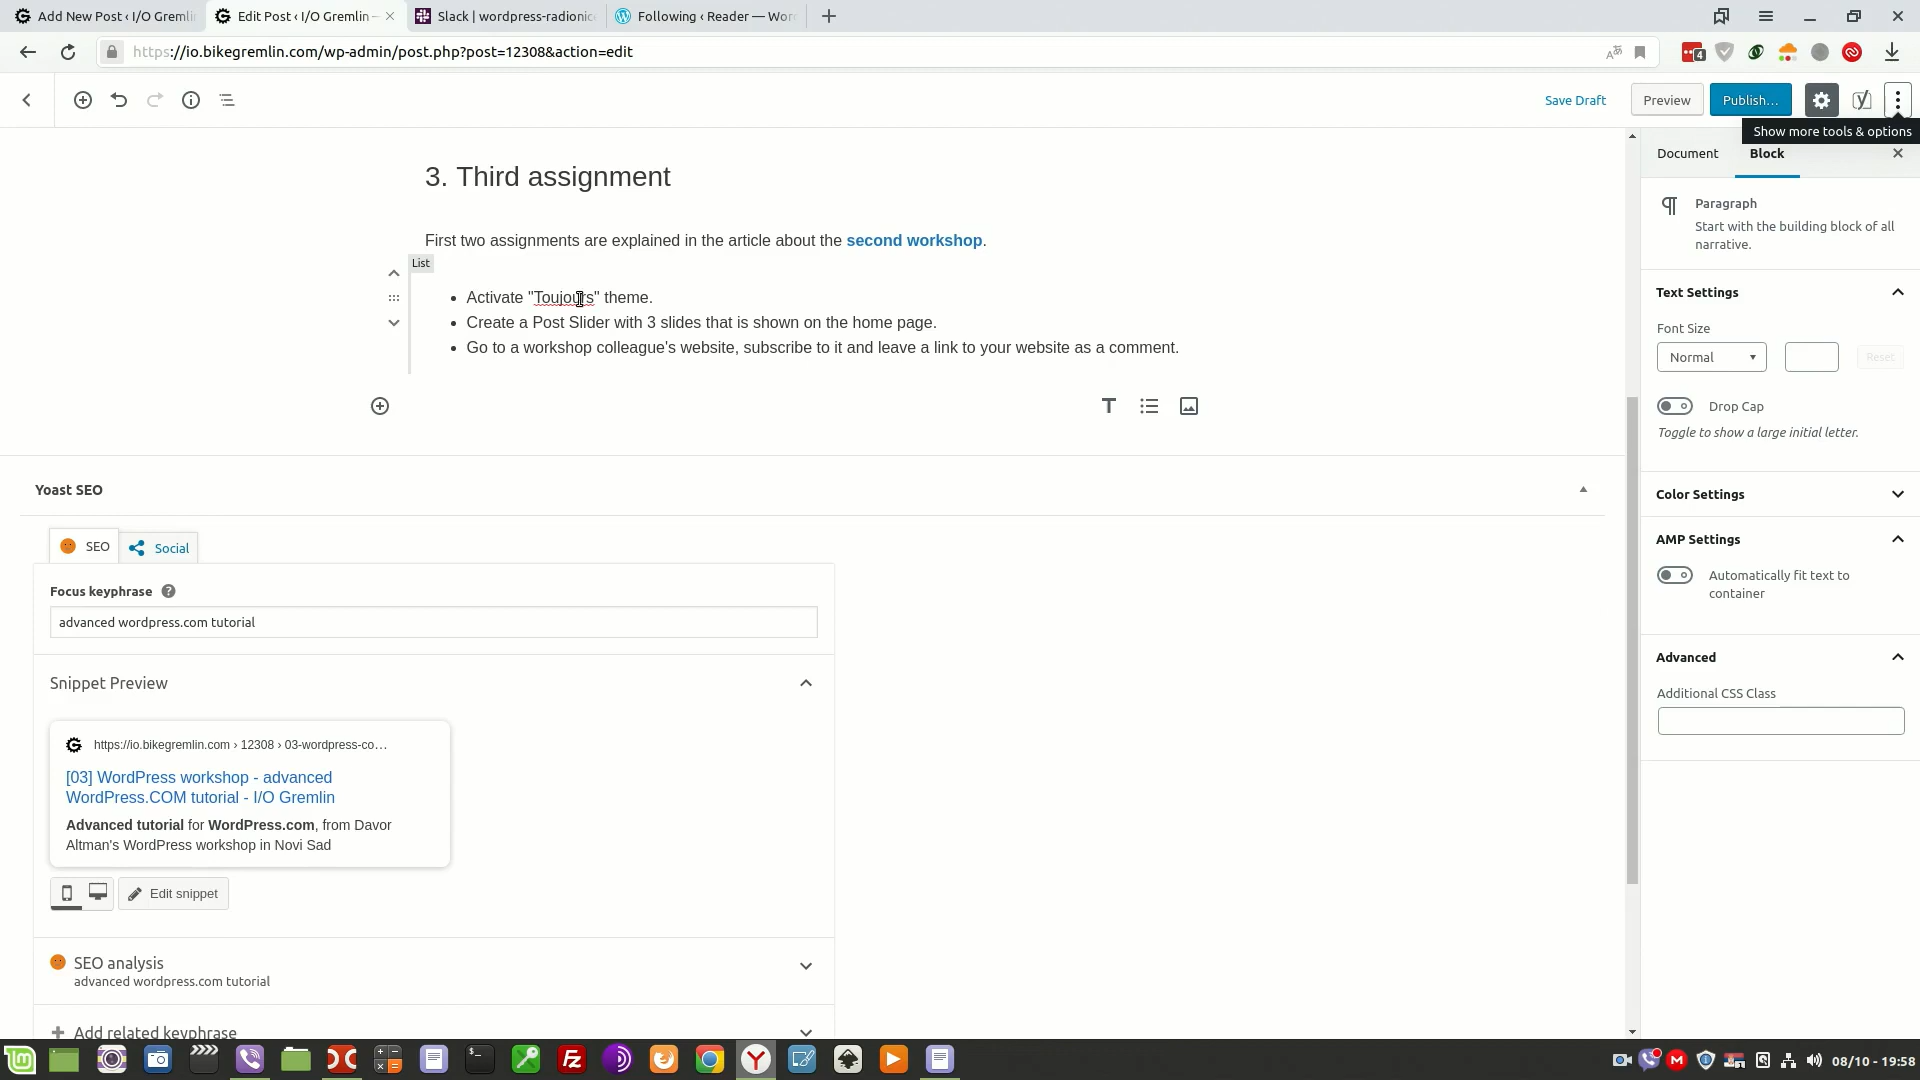 Add New Post ‹ I/O Gremli
Edit Post ‹ I/O Gremlin —
Slack | wordpress-radionic
Following ‹ Reader — Wor
https://io.bikegremlin.com/wp-admin/post.php?post=12308&action=edit
4
Save Draft
Preview
Publish…
Show more tools & options
Document
Block
3. Third assignment
Paragraph
Start with the building block of all
narrative.
First two assignments are explained in the article about the second workshop.
List
Activate "Toujours" theme.
Create a Post Slider with 3 slides that is shown on the home page.
Go to a workshop colleague's website, subscribe to it and leave a link to your website as a comment.
Text Settings
Font Size
Normal
Reset
Drop Cap
Toggle to show a large initial letter.
Color Settings
AMP Settings
Automatically fit text to
container
Advanced
Additional CSS Class
Yoast SEO
SEO
Social
Focus keyphrase
advanced wordpress.com tutorial
Snippet Preview
https://io.bikegremlin.com › 12308 › 03-wordpress-co…
[03] WordPress workshop - advanced
WordPress.COM tutorial - I/O Gremlin
Advanced tutorial for WordPress.com, from Davor
Altman's WordPress workshop in Novi Sad
Edit snippet
SEO analysis
advanced wordpress.com tutorial
Add related keyphrase
08/10 - 19:58